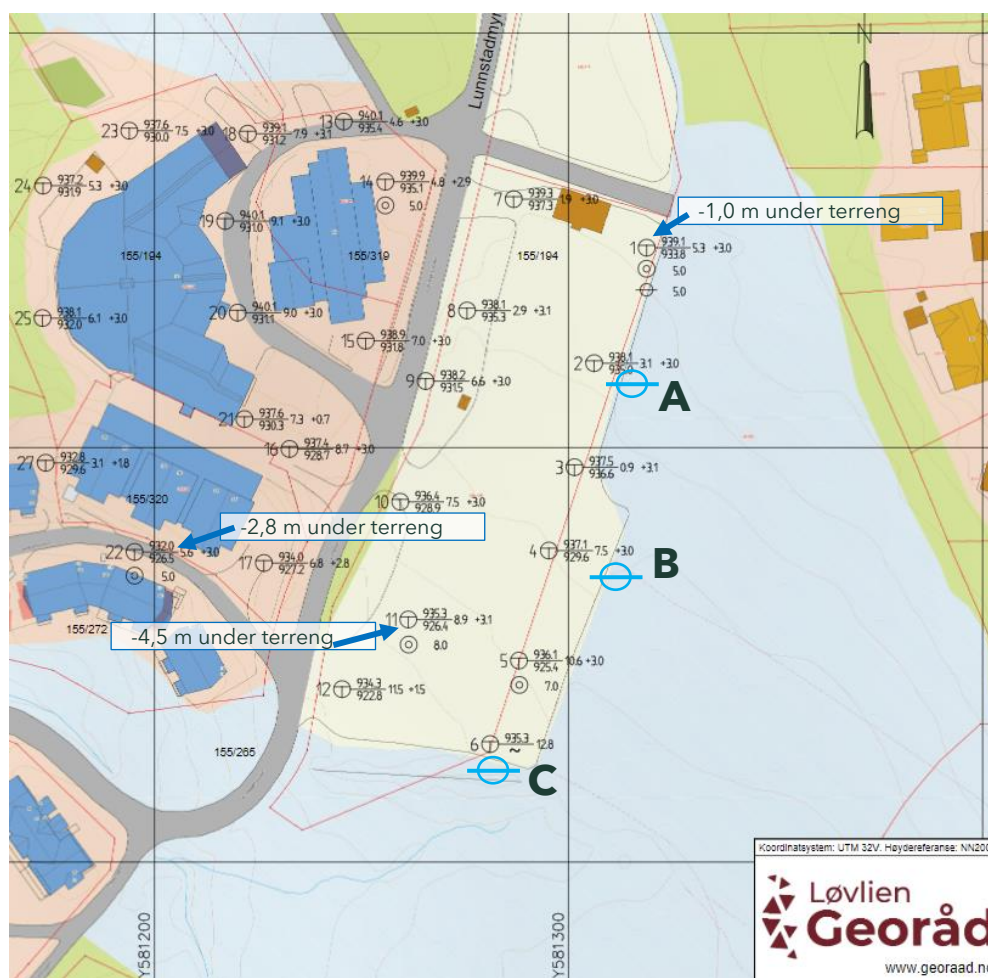 Lunnstadmyr
N
23 937.6 930.0 7.5 +3.0
18 939.1 931.2 7.9 +3.1
13 940.1 935.4 4.6 +3.0
24 937.2 931.9 5.3 +3.0
14 939.9 935.1 4.8 +2.9
5.0
7 939.3 937.3 1.9 +3.0
-1,0 m under terreng
19 940.1 931.0 9.1 +3.0
1 939.1 933.8 5.3 +3.0
155/194
155/319
155/194
5.0
5.0
25 938.1 932.0 6.1 +3.0
20 940.1 931.1 9.0 +3.0
8 938.1 935.3 2.9 +3.1
15 938.9 931.8 7.0 +3.0
2 938.1 935.0 3.1 +3.0
9 938.2 931.5 6.6 +3.0
A
21 937.6 930.3 7.3 +0.7
16 937.4 928.7 8.7 +3.0
27 932.8 929.6 3.1 +1.8
3 937.5 936.6 0.9 +3.1
155/320
10 936.4 928.9 7.5 +3.0
-2,8 m under terreng
22 932.0 926.5 5.6 +3.0
17 934.0 927.2 6.8 +2.8
4 937.1 929.6 7.5 +3.0
B
5.0
155/272
-4,5 m under terreng
11 935.3 926.4 8.9 +3.1
8.0
5 936.1 925.4 10.6 +3.0
7.0
12 934.3 922.8 11.5 +1.5
155/265
6 935.3 ~ 12.8
C
Koordinatsystem: UTM 32V. Høydereferanse: NN200
Løvlien
Georåd
www.georaad.n
Y581200
Y581300